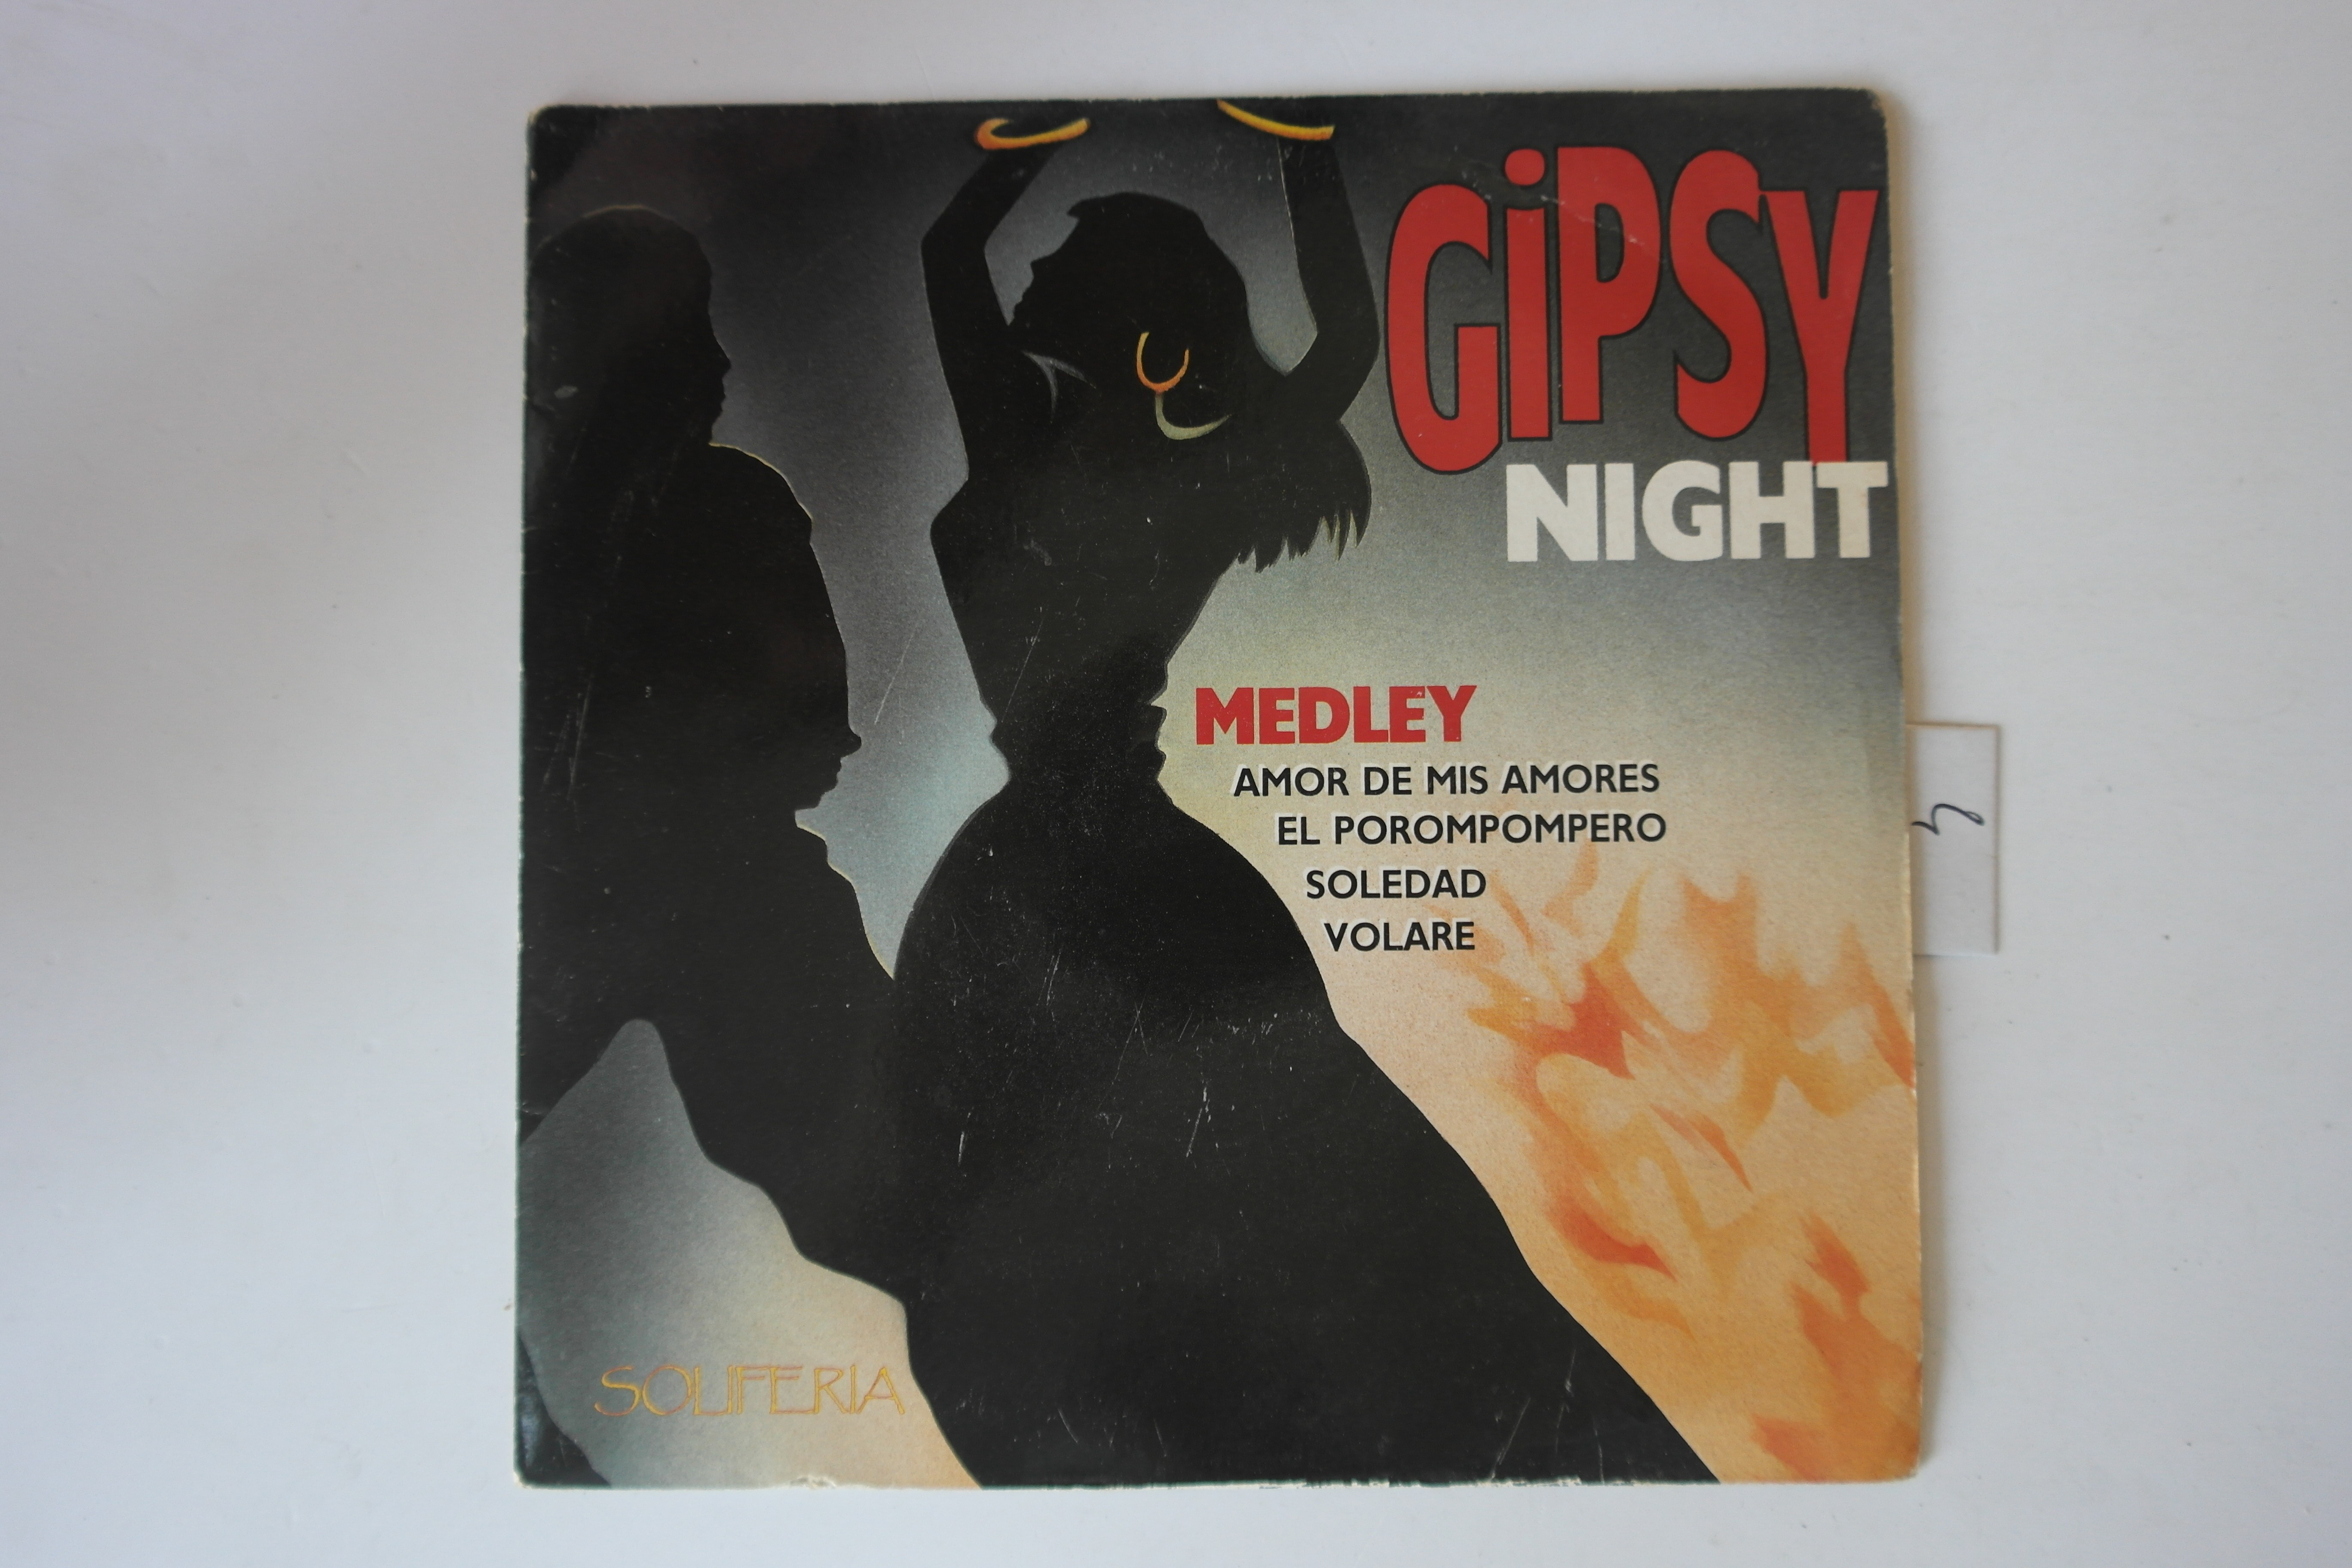 GiPSY
NIGHT
MEDLEY
AMOR DE MIS AMORES
EL POROMPOMPERO
SOLEDAD
VOLARE
SOLIFERIA